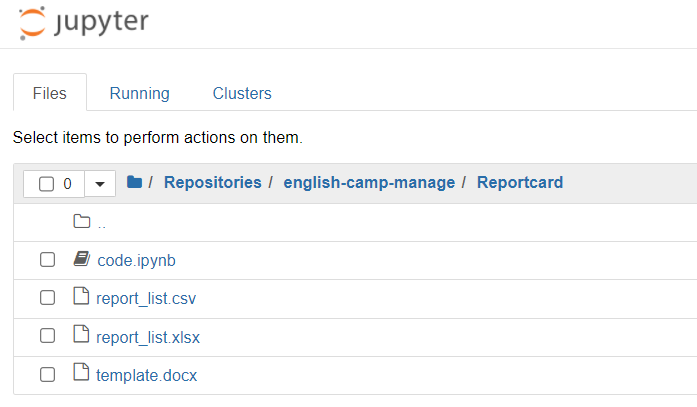 jupyter
Files Running Clusters
Select items to perform actions on them.
0 / Repositories / english-camp-manage / Reportcard
..
code.ipynb
report_list.csv
report_list.xlsx
template.docx